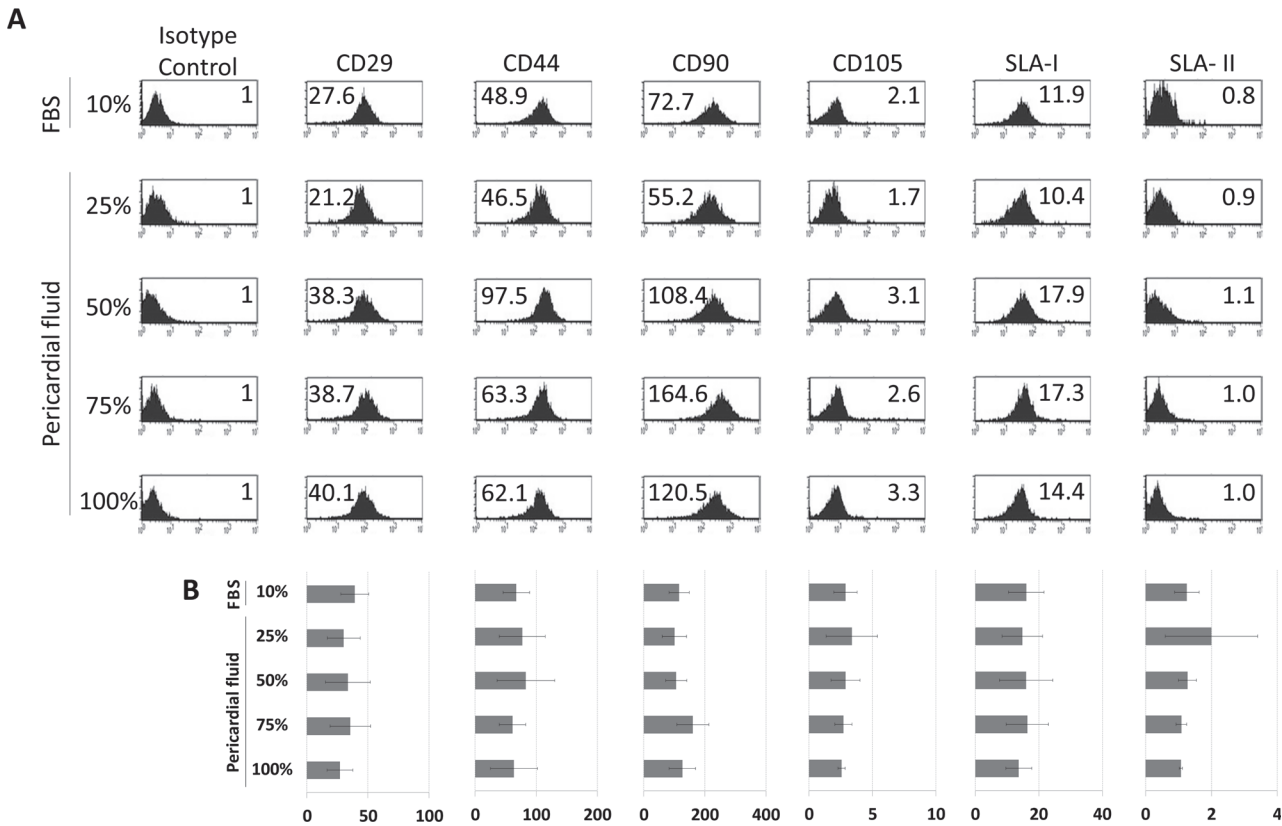 A
Isotype Control CD29 CD44 CD90 CD105 SLA-I SLA- II
FBS
10% 1 27.6 48.9 72.7 2.1 11.9 0.8
Pericardial fluid
25% 1 21.2 46.5 55.2 1.7 10.4 0.9
50% 1 38.3 97.5 108.4 3.1 17.9 1.1
75% 1 38.7 63.3 164.6 2.6 17.3 1.0
100% 1 40.1 62.1 120.5 3.3 14.4 1.0
B
FBS
10%
Pericardial fluid
25%
50%
75%
100%
0 50 100 0 100 200 0 200 400 0 5 10 0 20 40 0 2 4